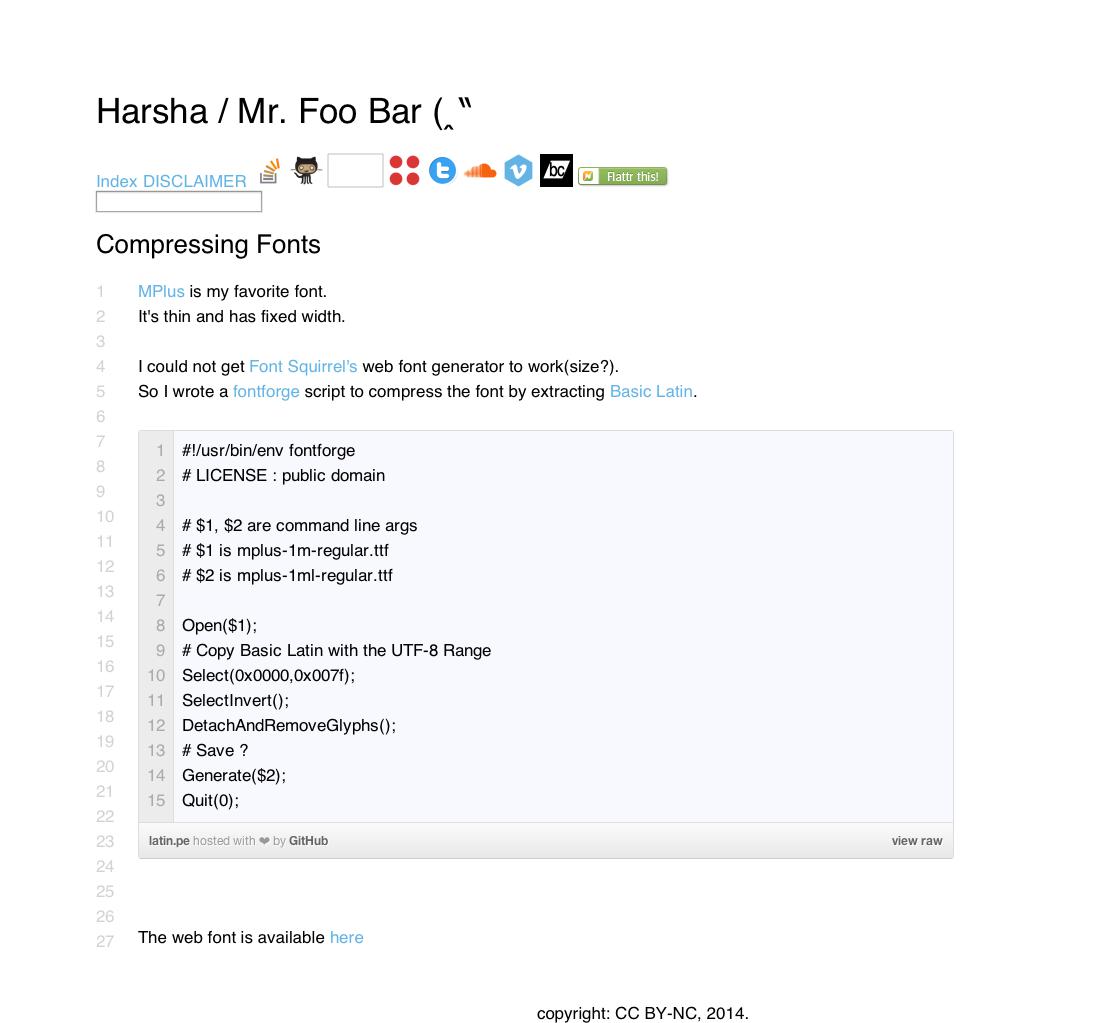 Harsha / Mr. Foo Bar (‸‶
Index DISCLAIMER
bc
Flattr this!
Compressing Fonts
1 MPlus is my favorite font.
2 It's thin and has fixed width.
3
4 I could not get Font Squirrel’s web font generator to work(size?).
5 So I wrote a fontforge script to compress the font by extracting Basic Latin.
6
7
8
9
10
11
12
13
14
15
16
17
18
19
20
21
22
23
24
25
26
27
1 #!/usr/bin/env fontforge
2 # LICENSE : public domain
3
4 # $1, $2 are command line args
5 # $1 is mplus-1m-regular.ttf
6 # $2 is mplus-1ml-regular.ttf
7
8 Open($1);
9 # Copy Basic Latin with the UTF-8 Range
10 Select(0x0000,0x007f);
11 SelectInvert();
12 DetachAndRemoveGlyphs();
13 # Save ?
14 Generate($2);
15 Quit(0);
latin.pe hosted with ❤ by GitHub view raw
The web font is available here
copyright: CC BY-NC, 2014.